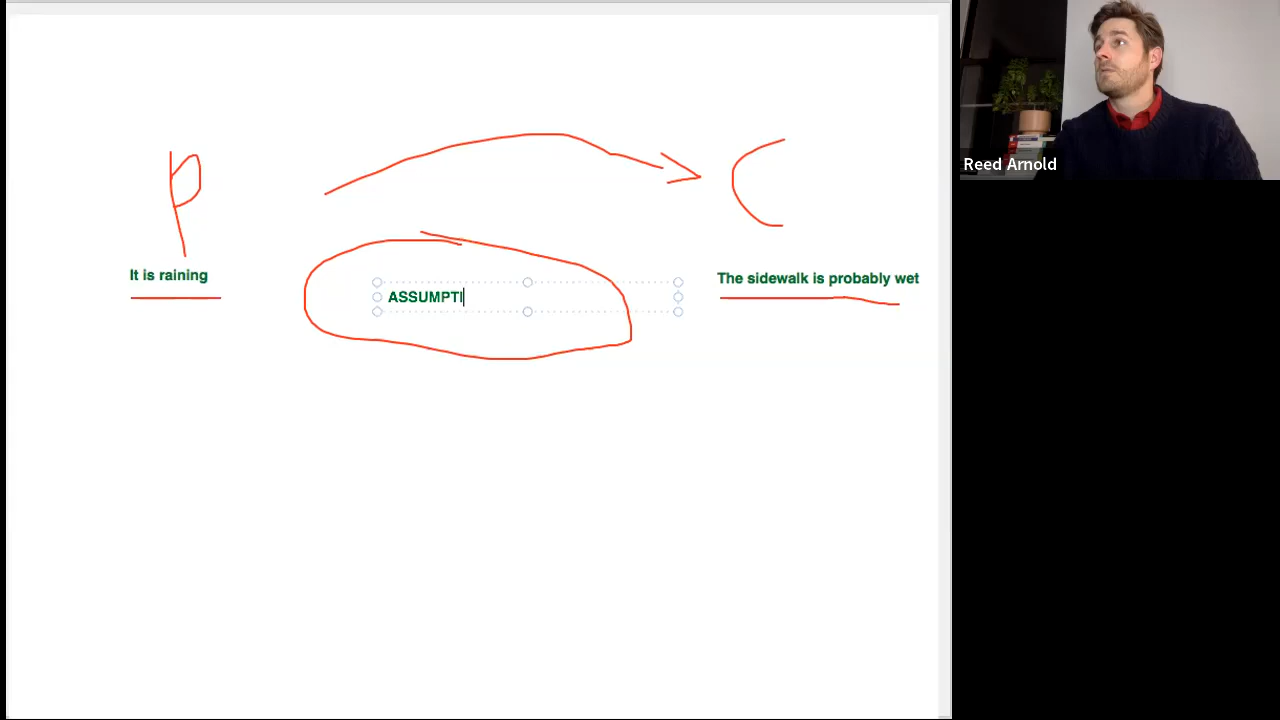 P
C
It is raining
ASSUMPTI
The sidewalk is probably wet
Reed Arnold